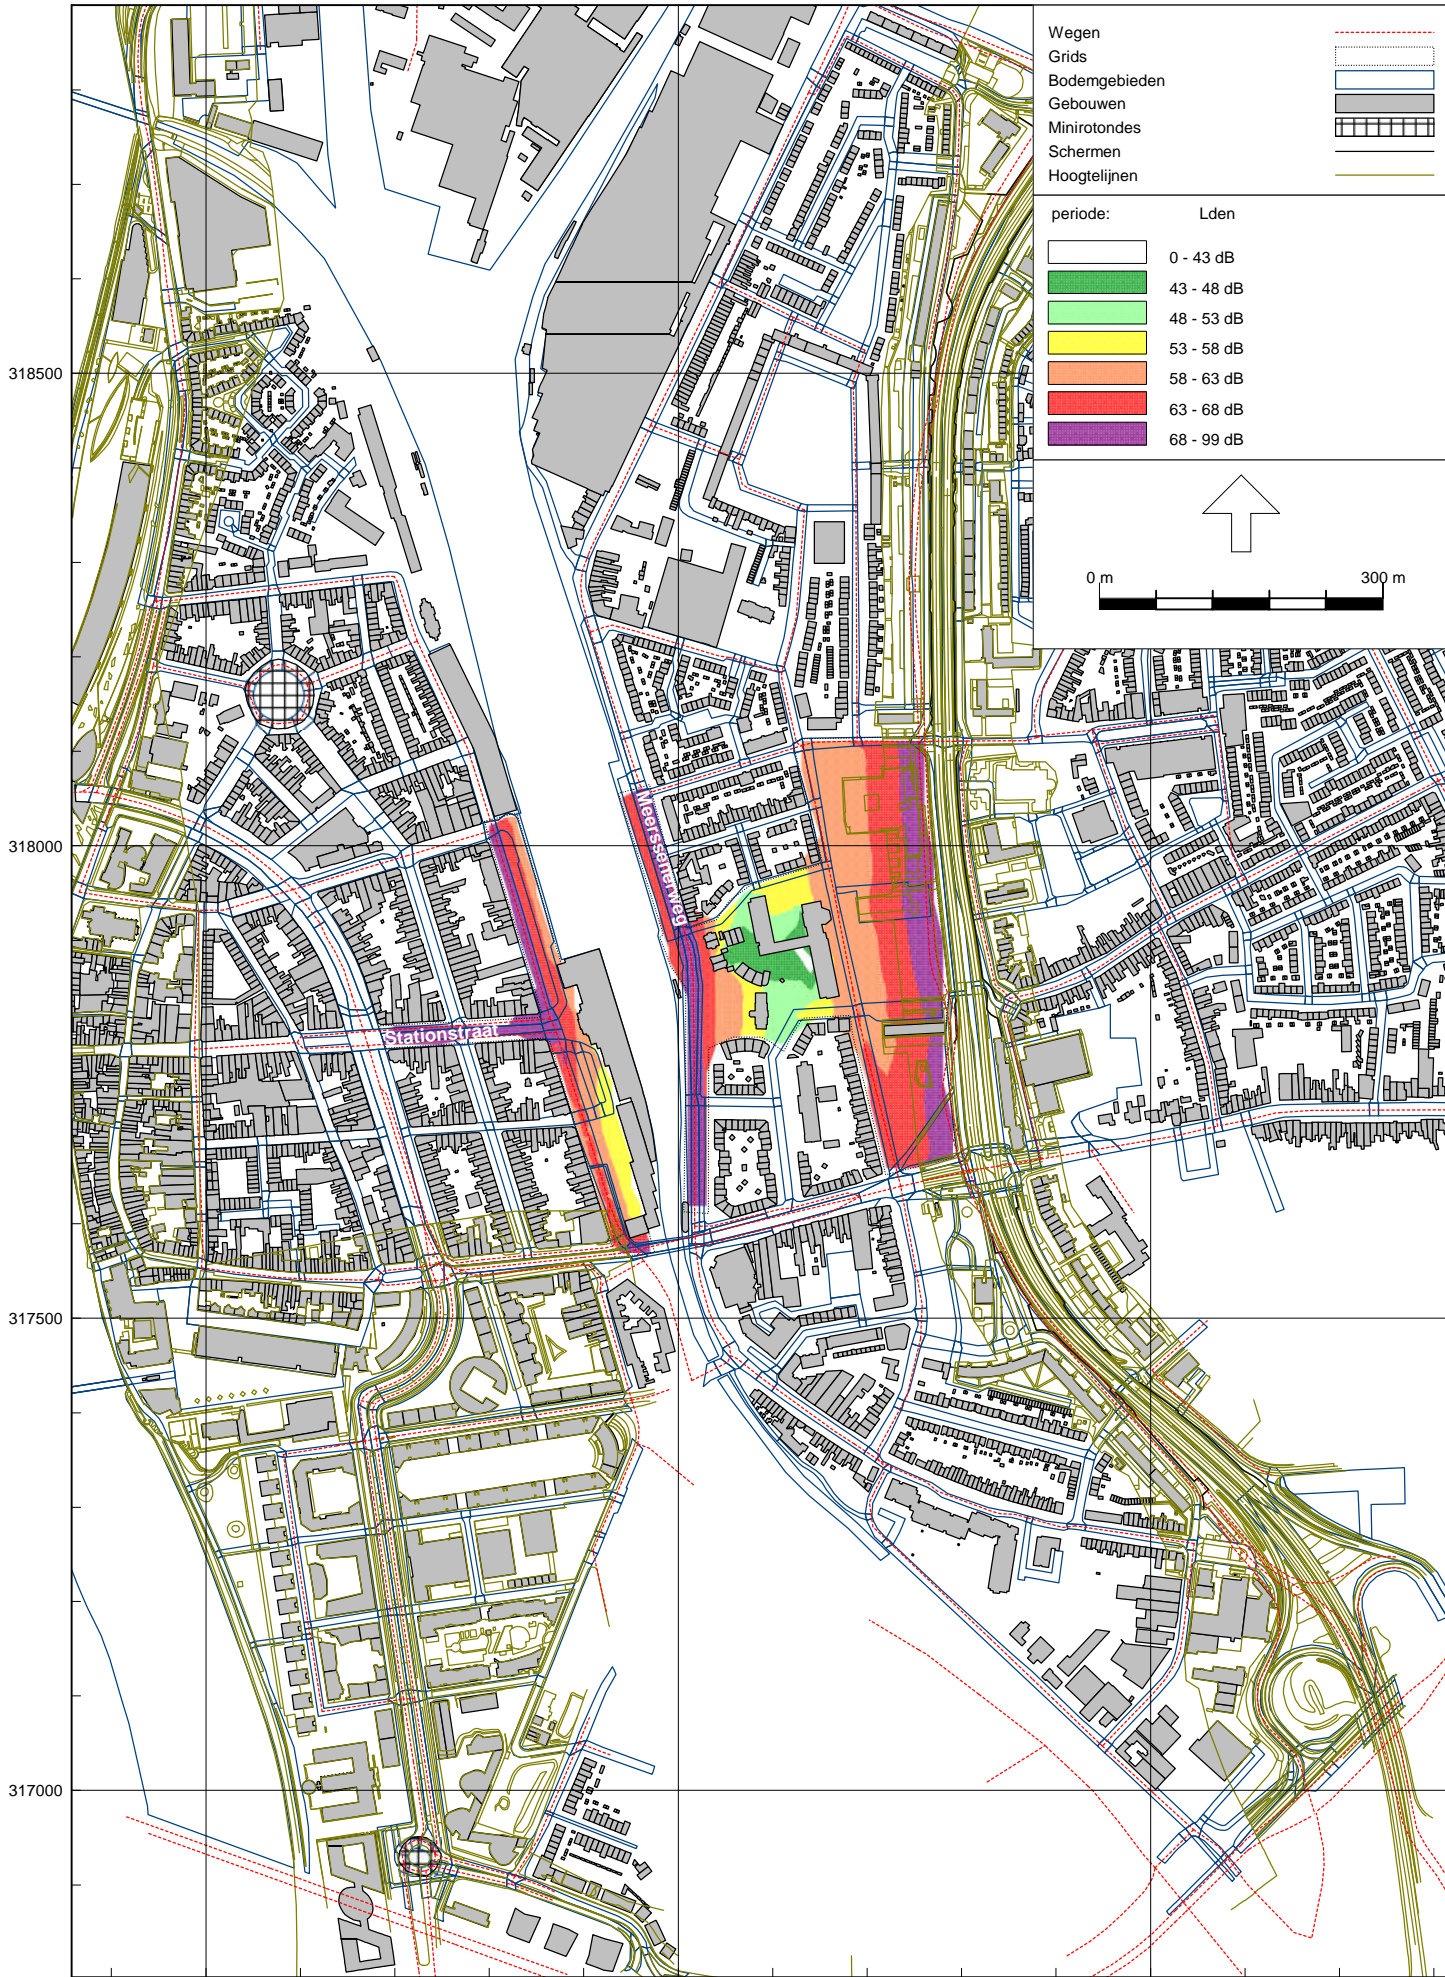 Wegen
Grids
Bodemgebieden
Gebouwen
Minirotondes
Schermen
Hoogtelijnen
periode: Lden
0 - 43 dB
43 - 48 dB
48 - 53 dB
53 - 58 dB
58 - 63 dB
63 - 68 dB
68 - 99 dB
0 m 300 m
318500
318000
317500
317000
Meerssenerweg
Stationstraat